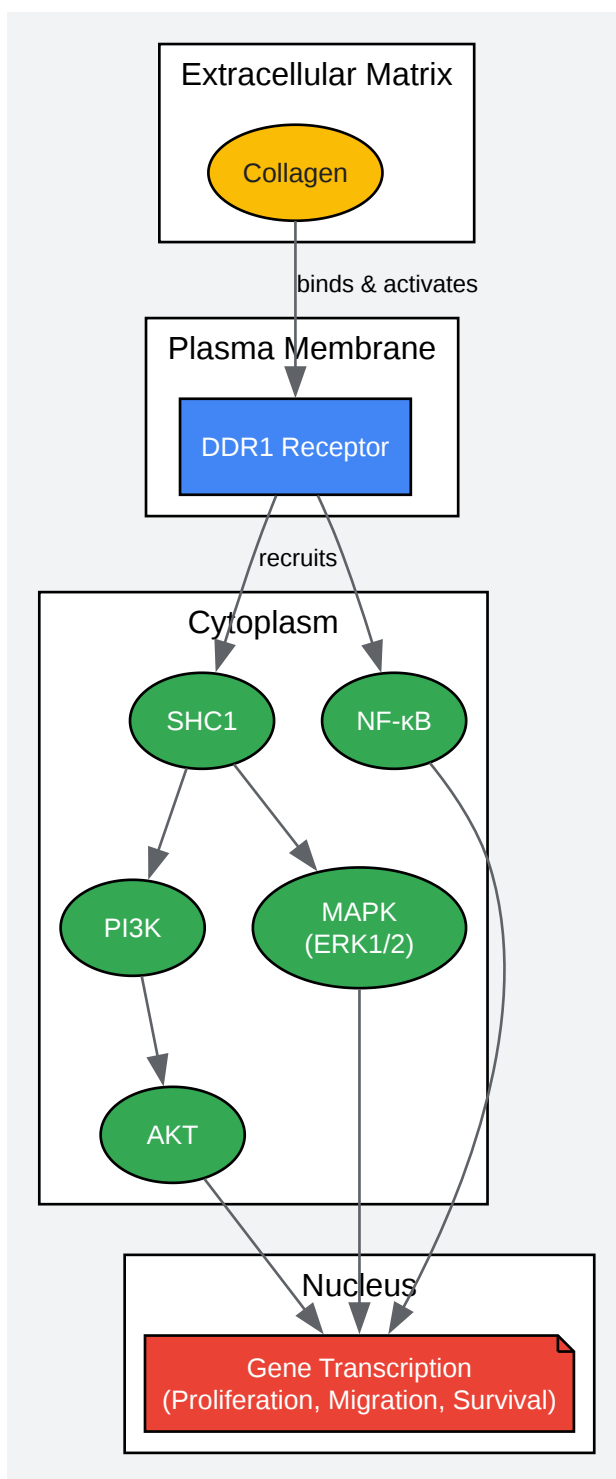 Extracellular Matrix
Collagen
binds & activates
Plasma Membrane
DDR1 Receptor
recruits
Cytoplasm
SHC1
NF-κB
PI3K
MAPK
(ERK1/2)
AKT
Nucleus
Gene Transcription
(Proliferation, Migration, Survival)